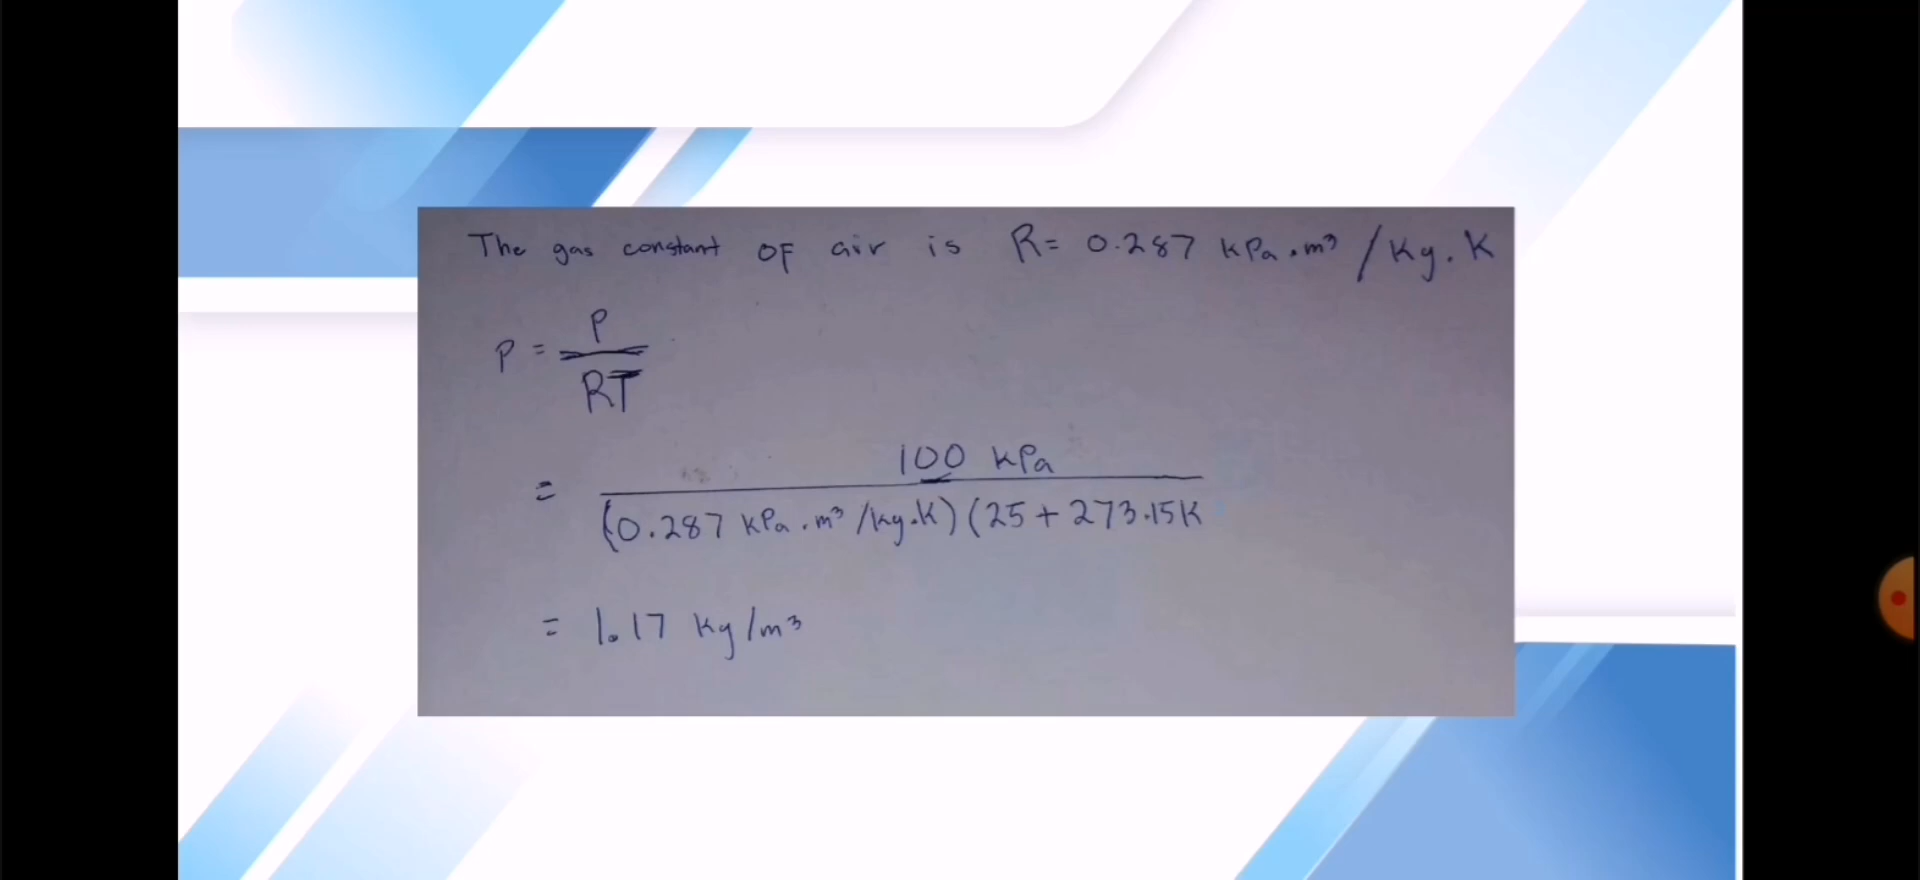 The gas constant OF air is R= 0.287 kPa.m³/kg.K
P = P
RT
= 100 kPa
(0.287 kPa.m³/kg.K)(25+273.15K
= 1.17 kg/m³